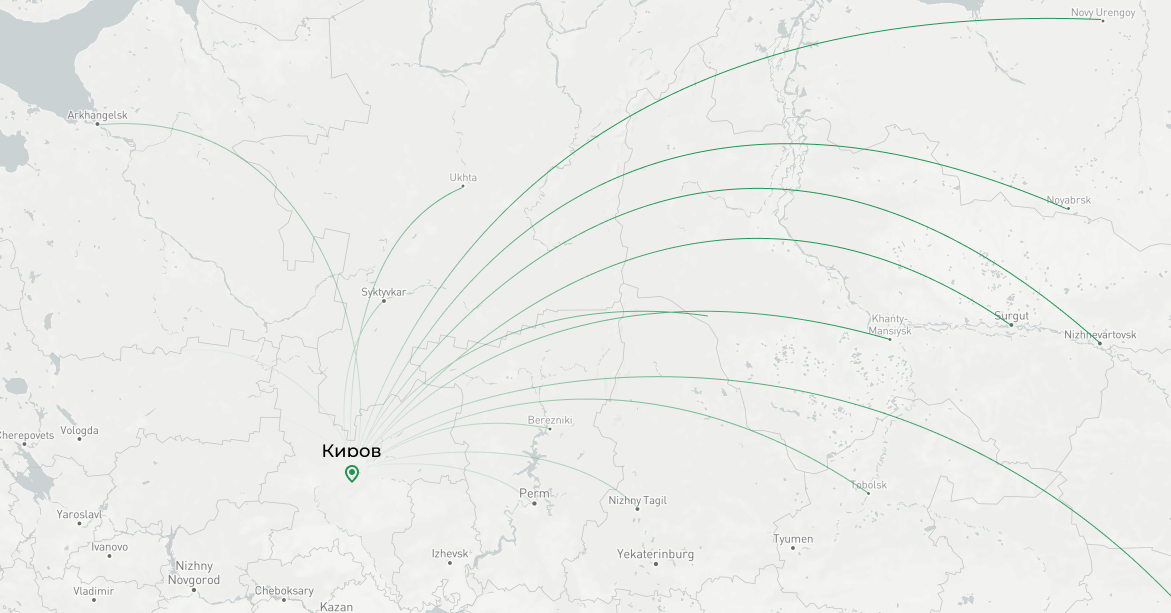 Novy Urengoy
Arkhangelsk
Ukhta
Noyabrsk
Syktyvkar
Surgut
Khanty-
Mansiysk
Nizhnevartovsk
Berezniki
Vologda
Cherepovets
Киров
Tobolsk
Perm
Nizhny Tagil
Yaroslavl
Tyumen
Ivanovo
Izhevsk
Yekaterinburg
Nizhny
Novgorod
Vladimir
Cheboksary
Kazan